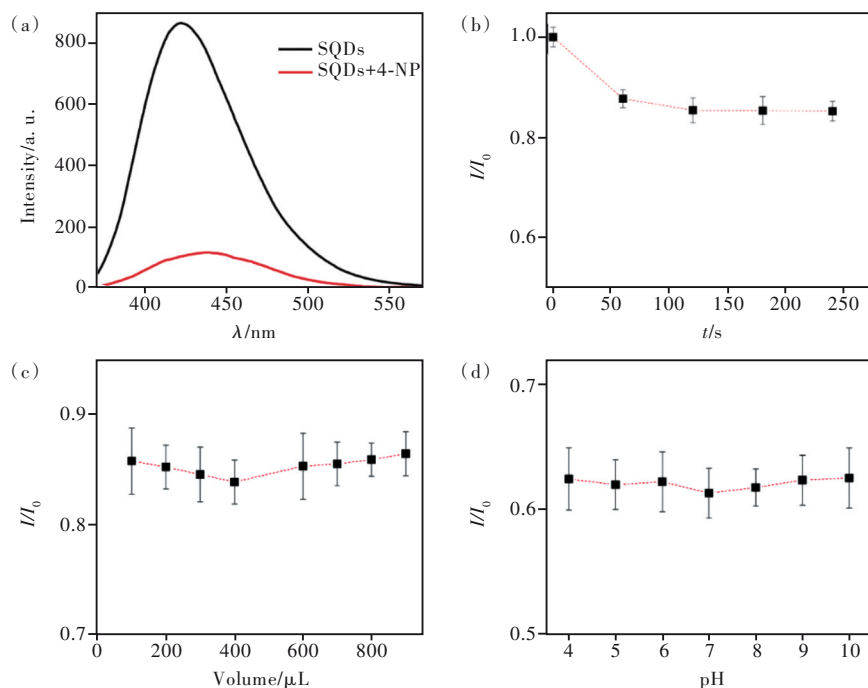 (a)
SQDs
SQDs+4-NP
800
600
400
200
0
400
450
500
550
Intensity/a. u.
λ/nm
(b)
1.0
0.8
0.6
0
50
100
150
200
250
I/I₀
t/s
(c)
0.9
0.8
0.7
0
200
400
600
800
I/I₀
Volume/μL
(d)
0.7
0.6
0.5
4
5
6
7
8
9
10
I/I₀
pH